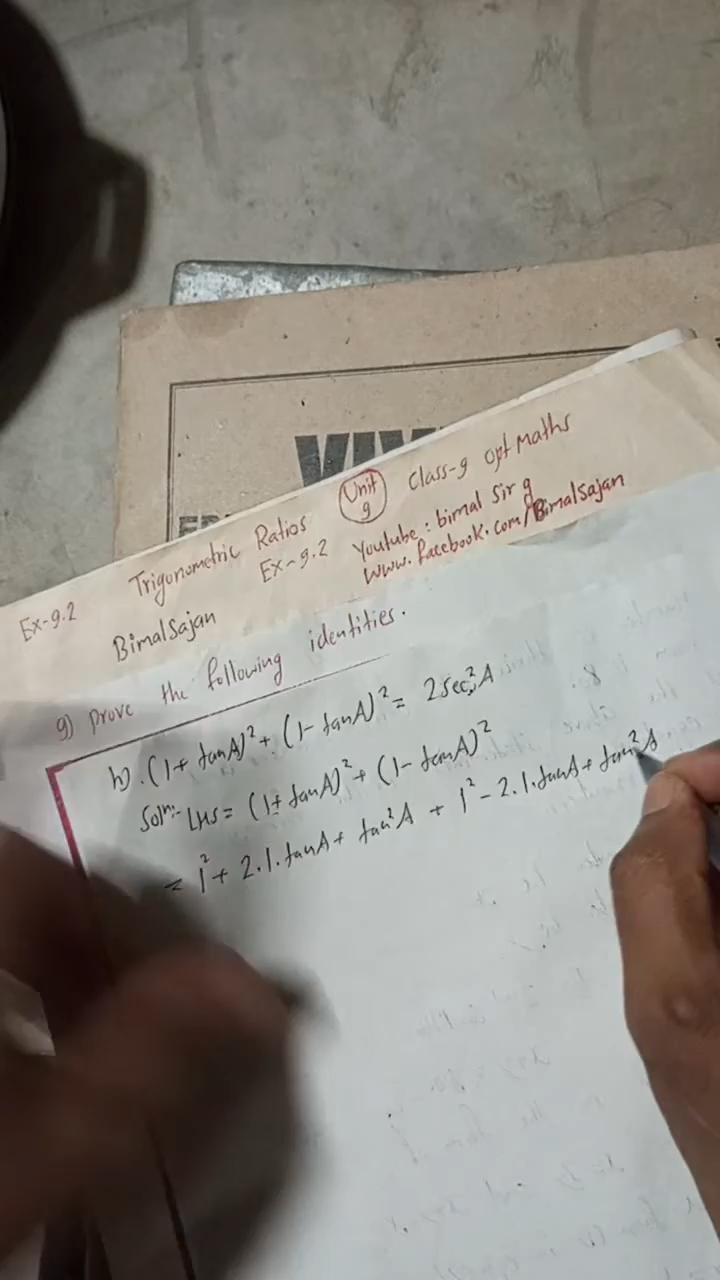 VIV
Ex-9.2 Trigonometric Ratios Unit 9 Class-9 opt Maths
BimalSajan Ex-9.2 Youtube : bimal sir g
www.facebook.com/BimalSajan
9) prove the following identities.
h). (1+ tanA)² + (1- tanA)² = 2sec²A
Solⁿ:- LHS = (1+ tanA)² + (1- tanA)²
= 1² + 2.1.tanA + tan²A + 1² - 2.1.tanA + tan²A